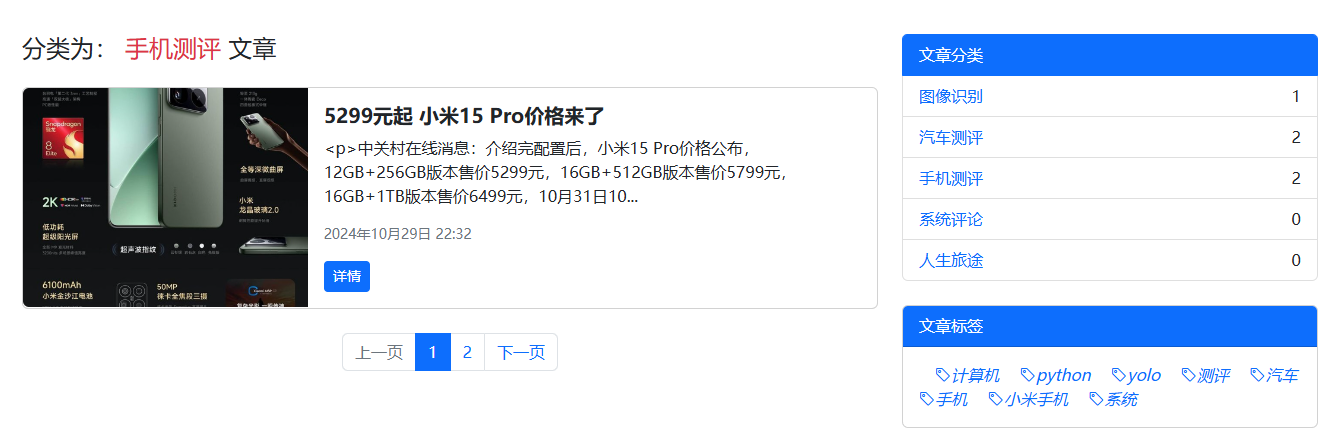 分类为： 手机测评 文章
5299元起 小米15 Pro价格来了
<p>中关村在线消息：介绍完配置后，小米15 Pro价格公布，
12GB+256GB版本售价5299元，16GB+512GB版本售价5799元，
16GB+1TB版本售价6499元，10月31日10...
2024年10月29日 22:32
详情
Snapdragon
骁龙
8
Elite
全等深微曲屏
2K
小米
龙晶玻璃2.0
低功耗
超级阳光屏
超声波指纹
6100mAh
小米金沙江电池
50MP
徕卡全焦段三摄
上一页 1 2 下一页
文章分类
图像识别 1
汽车测评 2
手机测评 2
系统评论 0
人生旅途 0
文章标签
计算机 python yolo 测评 汽车
手机 小米手机 系统